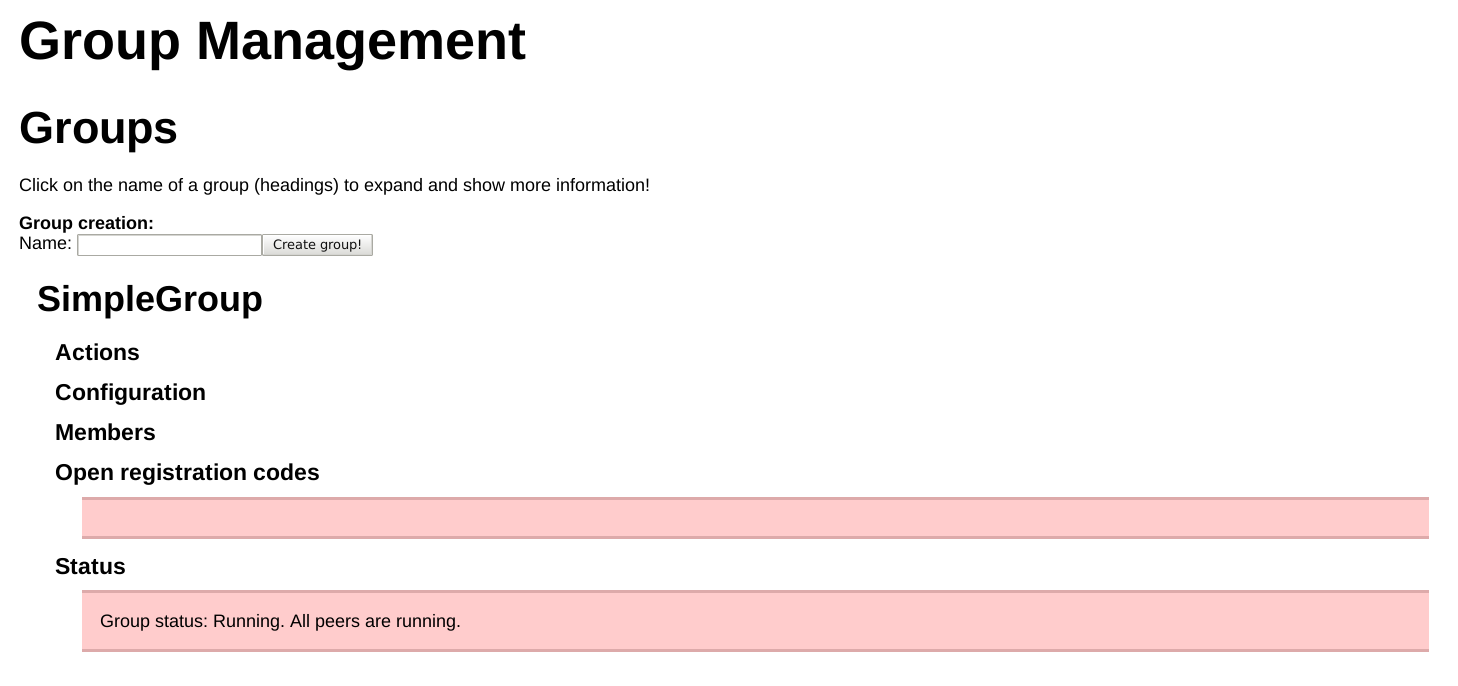 Group Management
Groups
Click on the name of a group (headings) to expand and show more information!
Group creation:
Name: Create group!
SimpleGroup
Actions
Configuration
Members
Open registration codes
Status
Group status: Running. All peers are running.